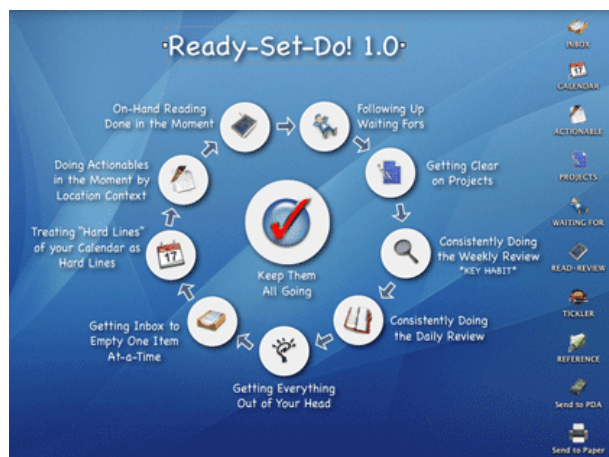 ·Ready-Set-Do! 1.0·
On-Hand Reading
Done in the Moment
Following Up
Waiting Fors
Getting Clear
on Projects
Consistently Doing
the Weekly Review
*KEY HABIT*
Consistently Doing
the Daily Review
Getting Everything
Out of Your Head
Getting Inbox to
Empty One Item
At-a-Time
Treating "Hard Lines"
of your Calendar as
Hard Lines
17
Doing Actionables
in the Moment by
Location Context
Keep Them
All Going
INBOX
17
CALENDAR
ACTIONABLE
PROJECTS
WAITING FOR
READ-REVIEW
TICKLER
REFERENCE
Send to PDA
Send to Paper